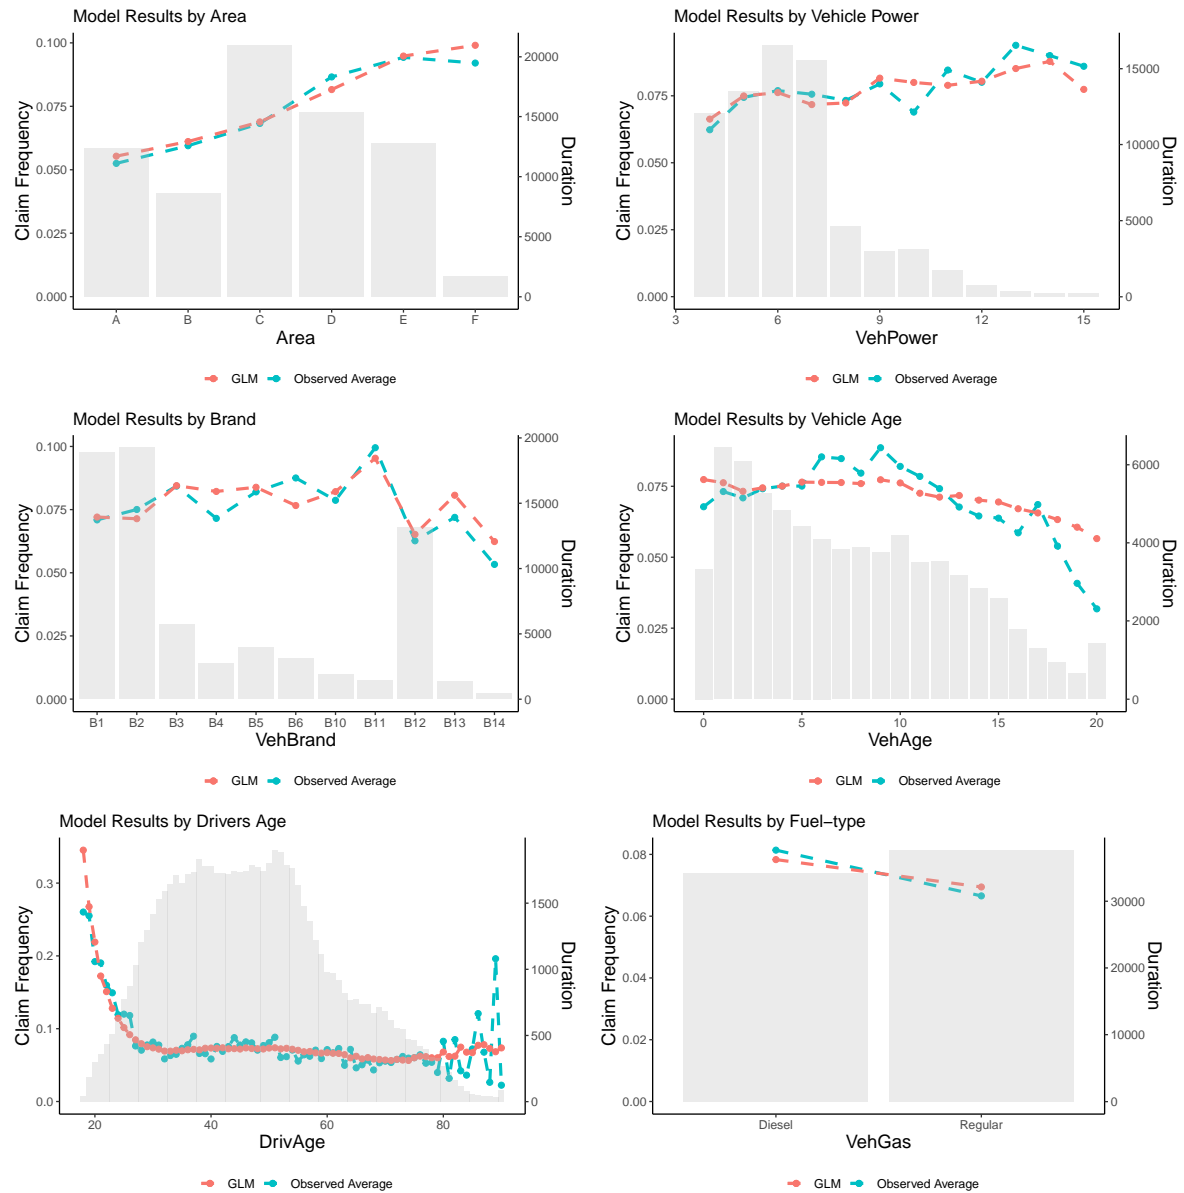 Model Results by Area
Claim Frequency
0.100
0.075
0.050
0.025
0.000
20000
15000
10000
5000
0
Duration
A B C D E F
Area
GLM Observed Average
Model Results by Vehicle Power
Claim Frequency
0.075
0.050
0.025
0.000
15000
10000
5000
0
Duration
3 6 9 12 15
VehPower
GLM Observed Average
Model Results by Brand
Claim Frequency
0.100
0.075
0.050
0.025
0.000
20000
15000
10000
5000
0
Duration
B1 B2 B3 B4 B5 B6 B10 B11 B12 B13 B14
VehBrand
GLM Observed Average
Model Results by Vehicle Age
Claim Frequency
0.075
0.050
0.025
0.000
6000
4000
2000
0
Duration
0 5 10 15 20
VehAge
GLM Observed Average
Model Results by Drivers Age
Claim Frequency
0.3
0.2
0.1
0.0
1500
1000
500
0
Duration
20 40 60 80
DrivAge
GLM Observed Average
Model Results by Fuel−type
Claim Frequency
0.08
0.06
0.04
0.02
0.00
30000
20000
10000
0
Duration
Diesel Regular
VehGas
GLM Observed Average